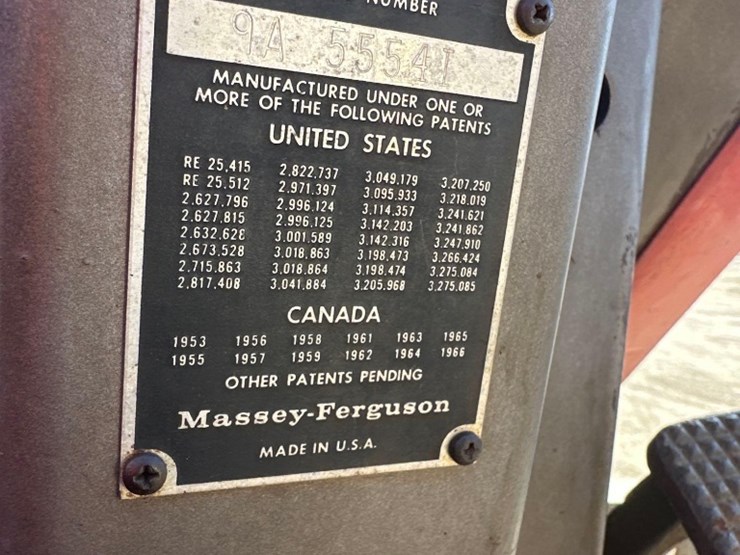 NUMBER
9A 55541
MANUFACTURED UNDER ONE OR
MORE OF THE FOLLOWING PATENTS
UNITED STATES
RE 25,415 2,822,737 3,049,179 3,207,250
RE 25,512 2,971,397 3,095,933 3,218,019
2,627,796 2,996,124 3,114,357 3,241,621
2,627,815 2,996,125 3,142,203 3,241,862
2,632,628 3,001,589 3,142,316 3,247,910
2,673,528 3,018,863 3,198,473 3,266,424
2,715,863 3,018,864 3,198,474 3,275,084
2,817,408 3,041,884 3,205,968 3,275,085
CANADA
1953 1956 1958 1961 1963 1965
1955 1957 1959 1962 1964 1966
OTHER PATENTS PENDING
Massey-Ferguson
MADE IN U.S.A.